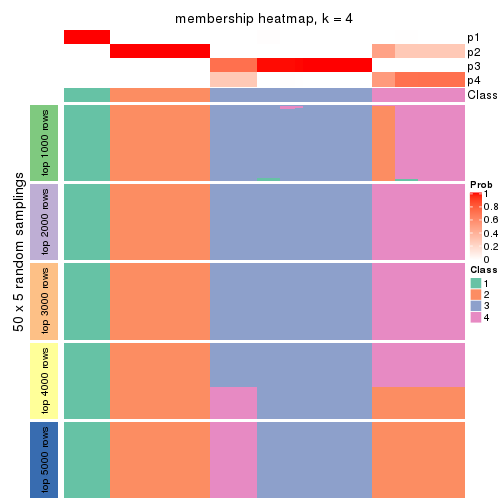 membership heatmap, k = 4
p1
p2
p3
p4
Class
50 x 5 random samplings
top 1000 rows
top 2000 rows
top 3000 rows
top 4000 rows
top 5000 rows
Prob
1
0.8
0.6
0.4
0.2
0
Class
1
2
3
4